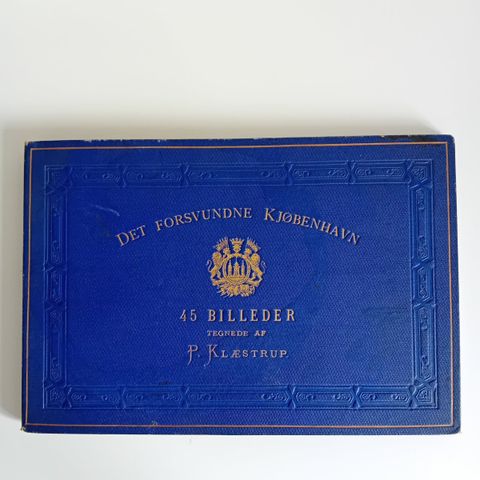 DET FORSVUNDNE KJØBENHAVN
45 BILLEDER
TEGNEDE AF
P. KLÆSTRUP.